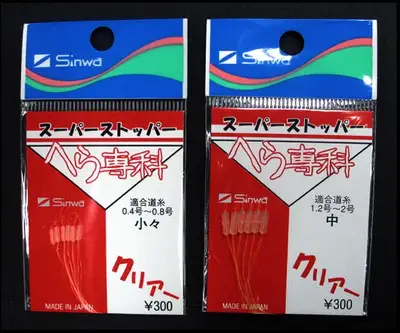 Sinwa
スーパーストッパー
へら専科
Sinwa
適合道糸
0.4号~0.8号
小々
クリアー
MADE IN JAPAN
¥300
Sinwa
スーパーストッパー
へら専科
Sinwa
適合道糸
1.2号~2号
中
クリアー
MADE IN JAPAN
¥300